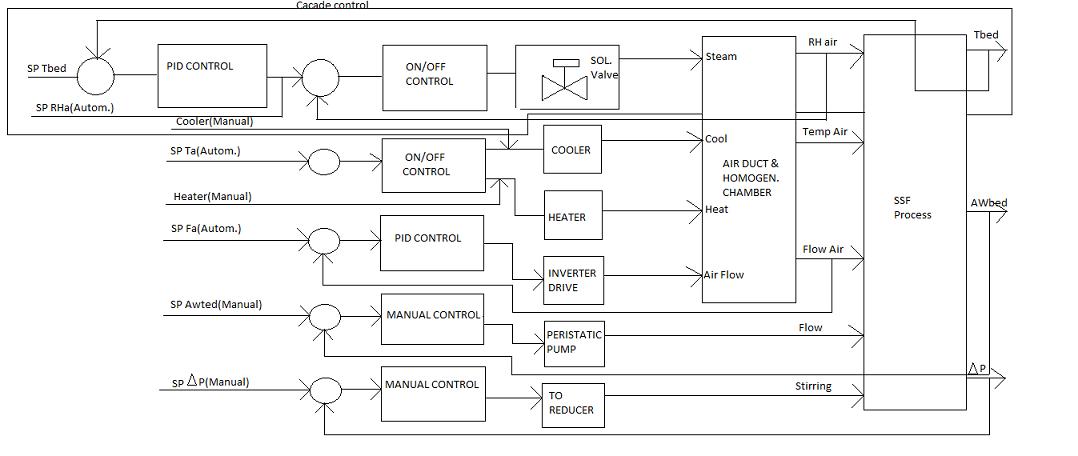 Cacade control
SP Tbed
PID CONTROL
ON/OFF
CONTROL
SOL.
Valve
Steam
RH air
Tbed
SP RHa(Autom.)
Cooler(Manual)
SP Ta(Autom.)
ON/OFF
CONTROL
COOLER
Cool
Temp Air
AIR DUCT &
HOMOGEN.
CHAMBER
Heater(Manual)
HEATER
Heat
SSF
Process
AWbed
SP Fa(Autom.)
PID CONTROL
Flow Air
INVERTER
DRIVE
Air Flow
SP Awted(Manual)
MANUAL CONTROL
PERISTATIC
PUMP
Flow
SP ΔP(Manual)
MANUAL CONTROL
TO
REDUCER
Stirring
ΔP